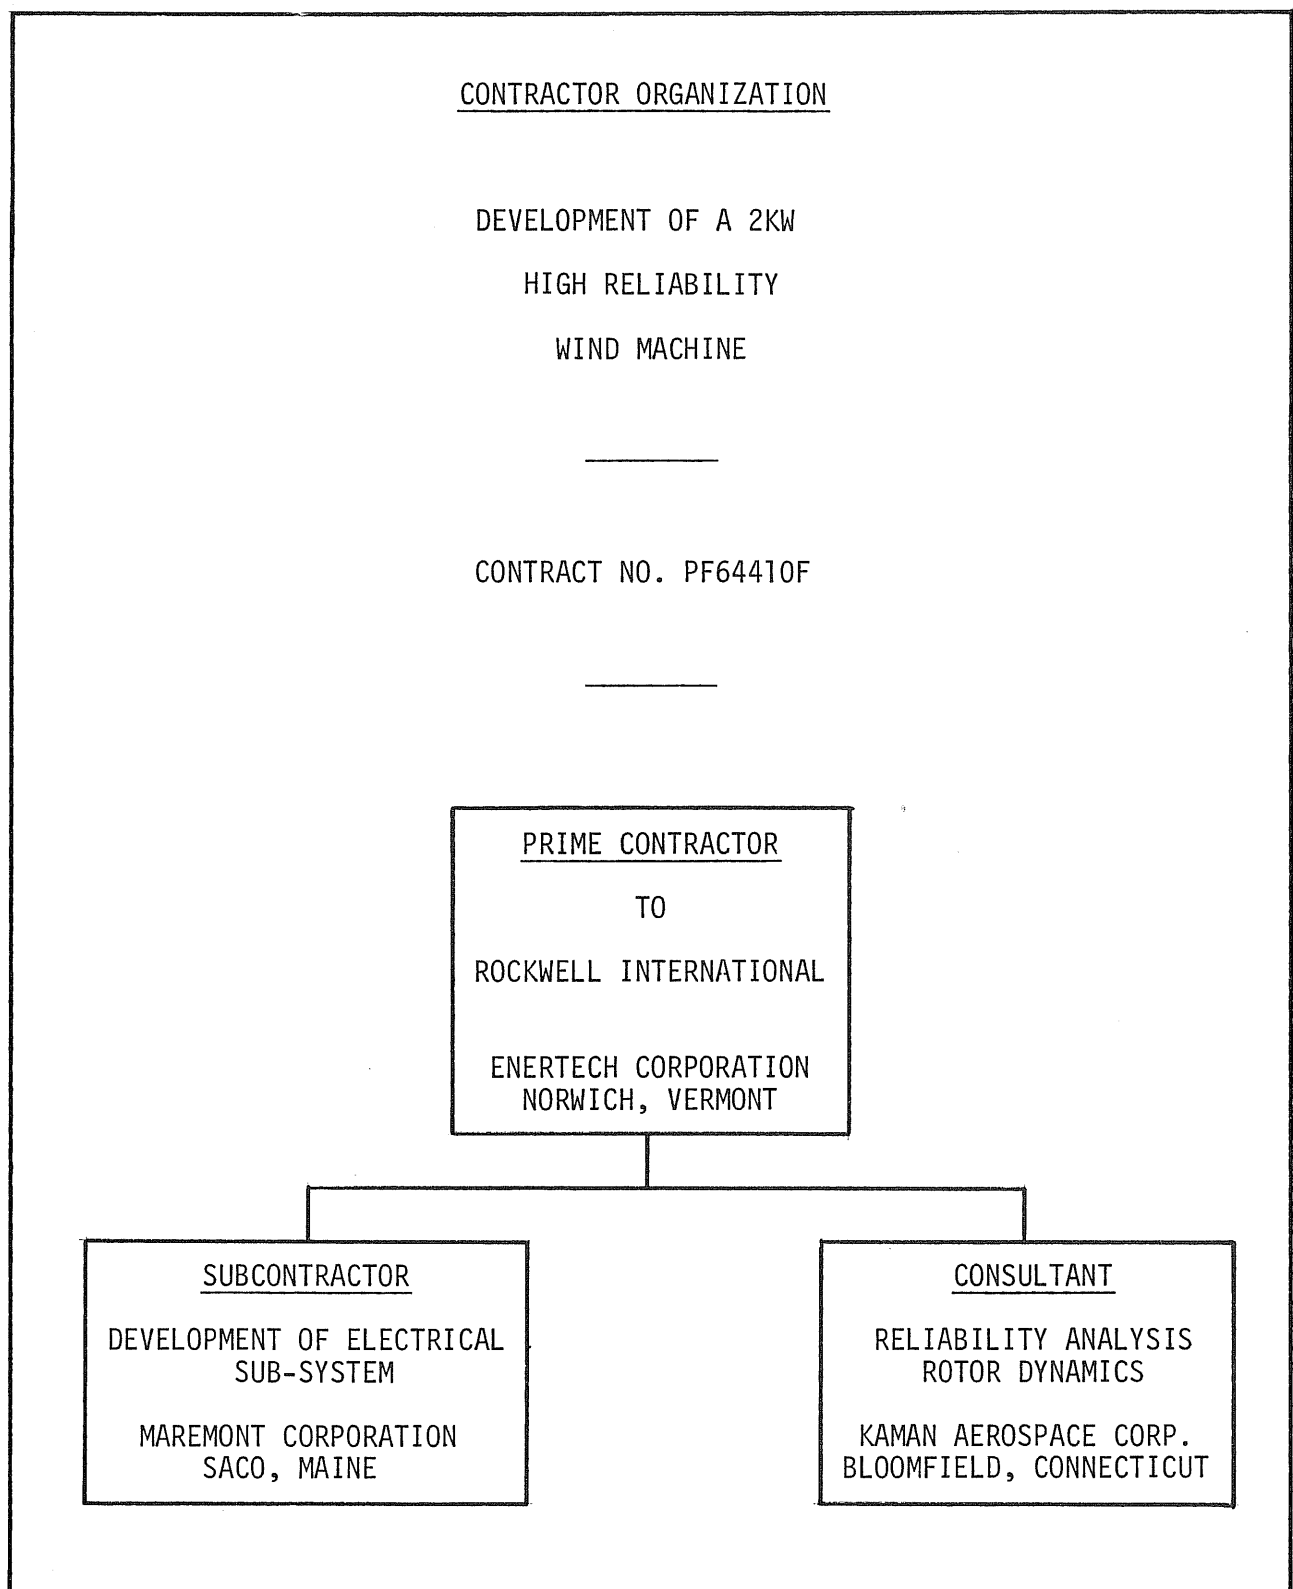 CONTRACTOR ORGANIZATION
DEVELOPMENT OF A 2KW
HIGH RELIABILITY
WIND MACHINE
CONTRACT NO. PF64410F
PRIME CONTRACTOR
TO
ROCKWELL INTERNATIONAL
ENERTECH CORPORATION
NORWICH, VERMONT
SUBCONTRACTOR
DEVELOPMENT OF ELECTRICAL
SUB-SYSTEM
MAREMONT CORPORATION
SACO, MAINE
CONSULTANT
RELIABILITY ANALYSIS
ROTOR DYNAMICS
KAMAN AEROSPACE CORP.
BLOOMFIELD, CONNECTICUT